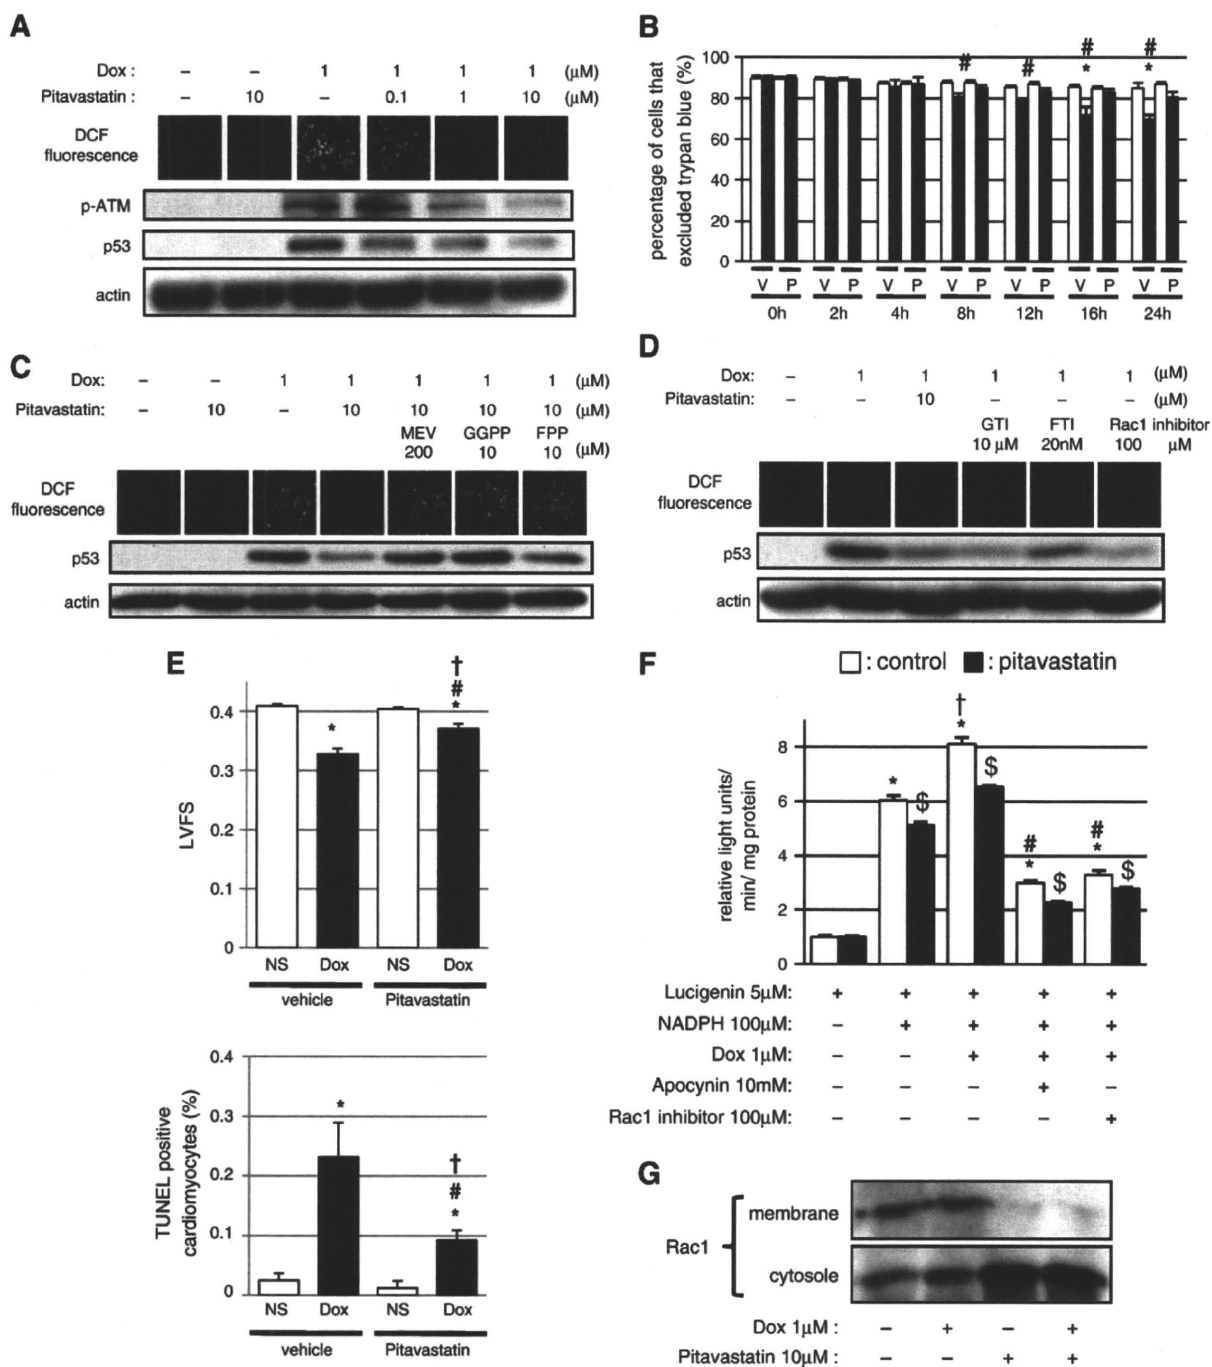 A
Dox : – – 1 1 1 1 (μM)
Pitavastatin : – 10 – 0.1 1 10 (μM)
DCF
fluorescence
p-ATM
p53
actin
B
percentage of cells that
excluded trypan blue (%)
100
80
60
40
20
0
# # # #
* *
V P V P V P V P V P V P V P
0h 2h 4h 8h 12h 16h 24h
C
Dox: – – 1 1 1 1 1 (μM)
Pitavastatin: – 10 – 10 10 10 10 (μM)
MEV GGPP FPP
200 10 10 (μM)
DCF
fluorescence
p53
actin
D
Dox: – 1 1 1 1 1 (μM)
Pitavastatin: – – 10 – – – (μM)
GTI FTI Rac1 inhibitor
10 μM 20nM 100 μM
DCF
fluorescence
p53
actin
E
LVFS
0.4
0.3
0.2
0.1
0
*
†
#
*
NS Dox NS Dox
vehicle Pitavastatin
TUNEL positive
cardiomyocytes (%)
0.4
0.3
0.2
0.1
0
*
†
#
*
NS Dox NS Dox
vehicle Pitavastatin
F
: control : pitavastatin
relative light units/
min/ mg protein
8
6
4
2
0
* $ † * $ # * $ # * $
Lucigenin 5μM: + + + + +
NADPH 100μM: – + + + +
Dox 1μM: – – + + +
Apocynin 10mM: – – – + –
Rac1 inhibitor 100μM: – – – – +
G
Rac1
membrane
cytosole
Dox 1μM : – + – +
Pitavastatin 10μM : – – + +